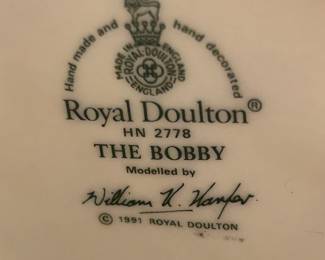 Hand made and hand decorated
MADE IN ENGLAND
ROYAL·DOULTON
ENGLAND
Royal Doulton®
HN 2778
THE BOBBY
Modelled by
William K. Harper
© 1991 ROYAL DOULTON